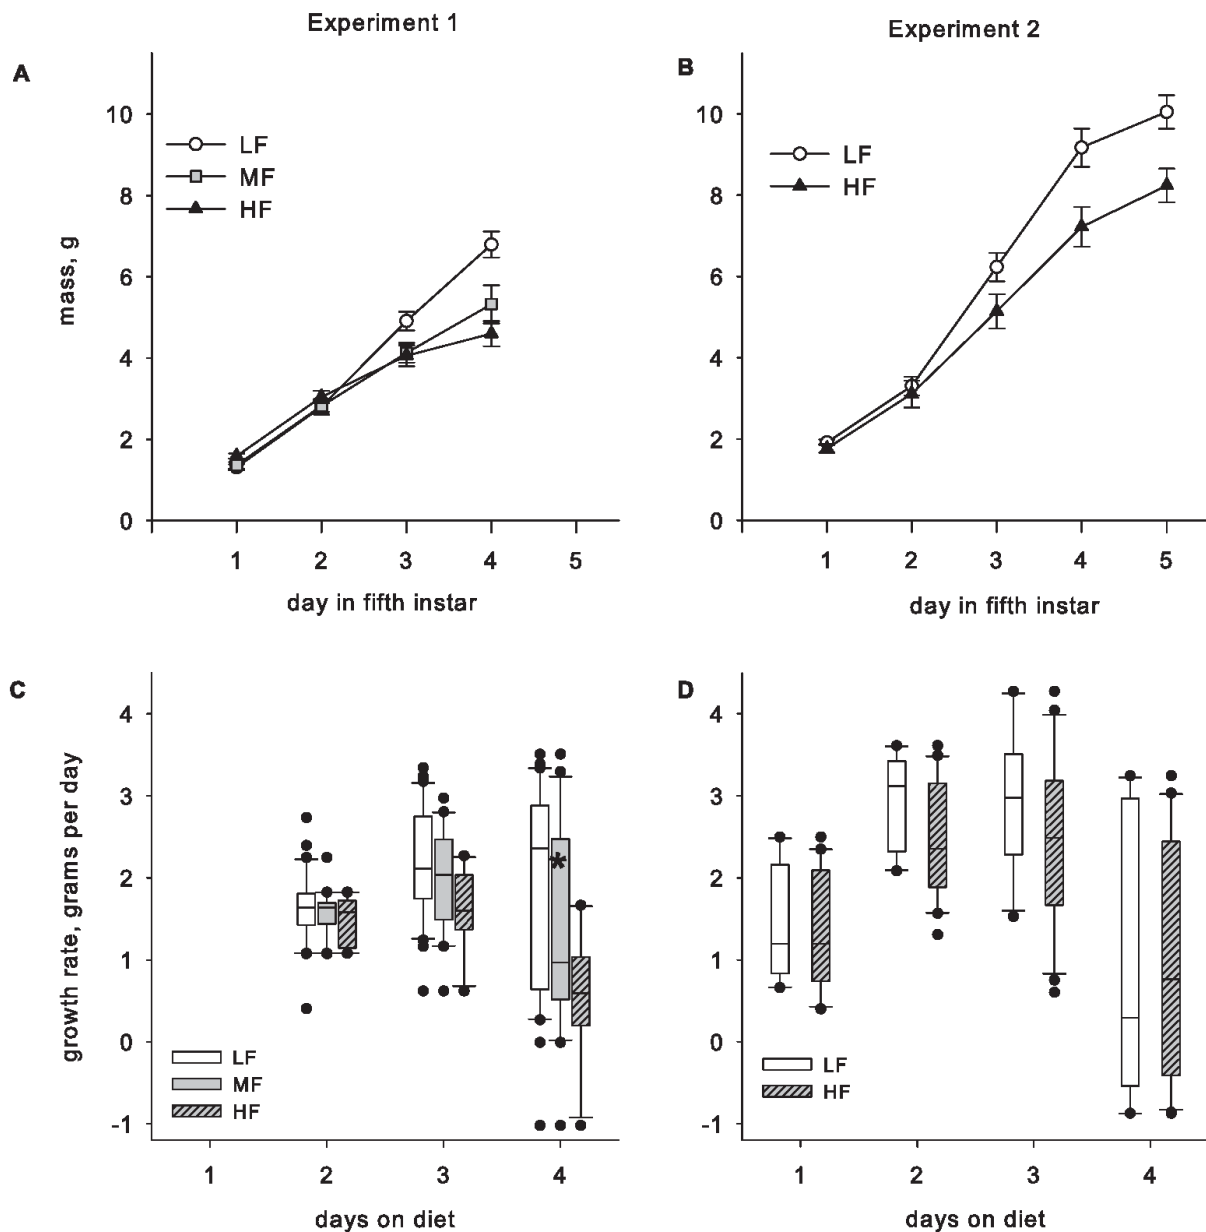 Experiment 1
Experiment 2
A
LF
MF
HF
mass, g
10
8
6
4
2
0
1 2 3 4 5
day in fifth instar
B
LF
HF
10
8
6
4
2
0
1 2 3 4 5
day in fifth instar
C
growth rate, grams per day
4
3
2
1
0
-1
*
LF
MF
HF
1 2 3 4
days on diet
D
4
3
2
1
0
-1
LF
HF
1 2 3 4
days on diet